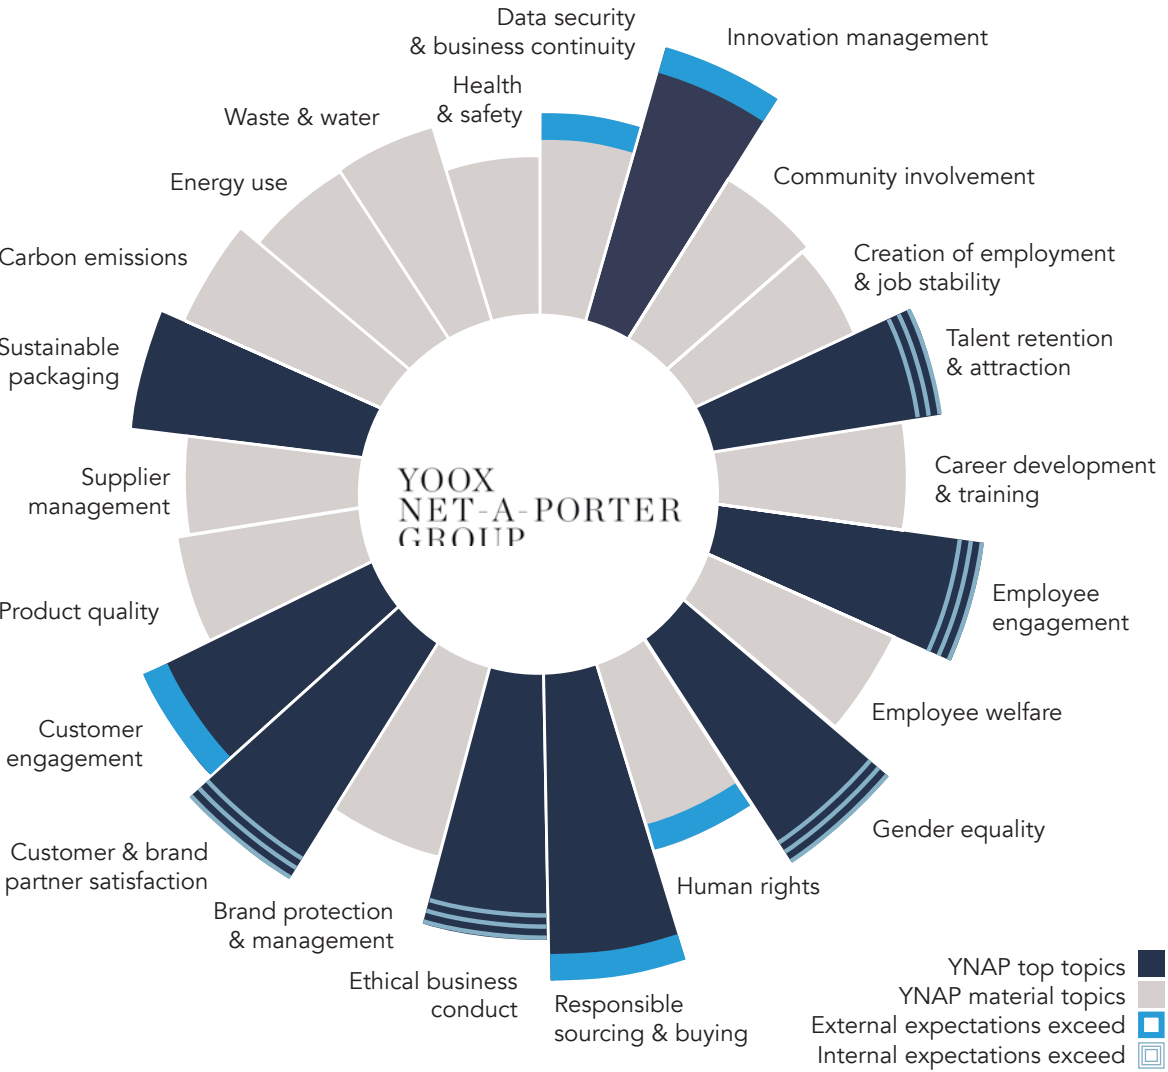 Data security
& business continuity
Innovation management
Health
& safety
Waste & water
Community involvement
Energy use
Creation of employment
& job stability
Carbon emissions
Talent retention
& attraction
Sustainable
packaging
Career development
& training
Supplier
management
YOOX
NET-A-PORTER
GROUP
Employee
engagement
Product quality
Employee welfare
Customer
engagement
Gender equality
Customer & brand
partner satisfaction
Human rights
Brand protection
& management
Ethical business
conduct
Responsible
sourcing & buying
YNAP top topics
YNAP material topics
External expectations exceed
Internal expectations exceed